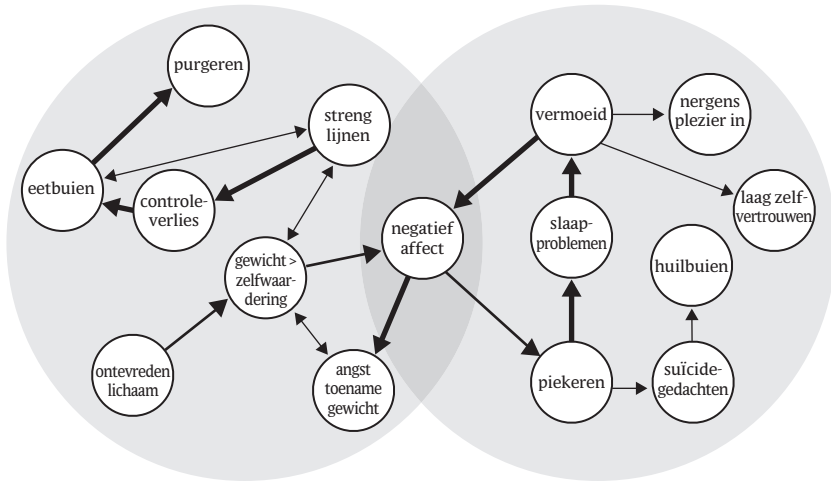 purgeren
streng
lijnen
eetbuien
controle-
verlies
gewicht >
zelfwaar-
dering
ontevreden
lichaam
angst
toename
gewicht
negatief
affect
vermoeid
nergens
plezier in
laag zelf-
vertrouwen
slaap-
problemen
huilbuien
piekeren
suïcide-
gedachten